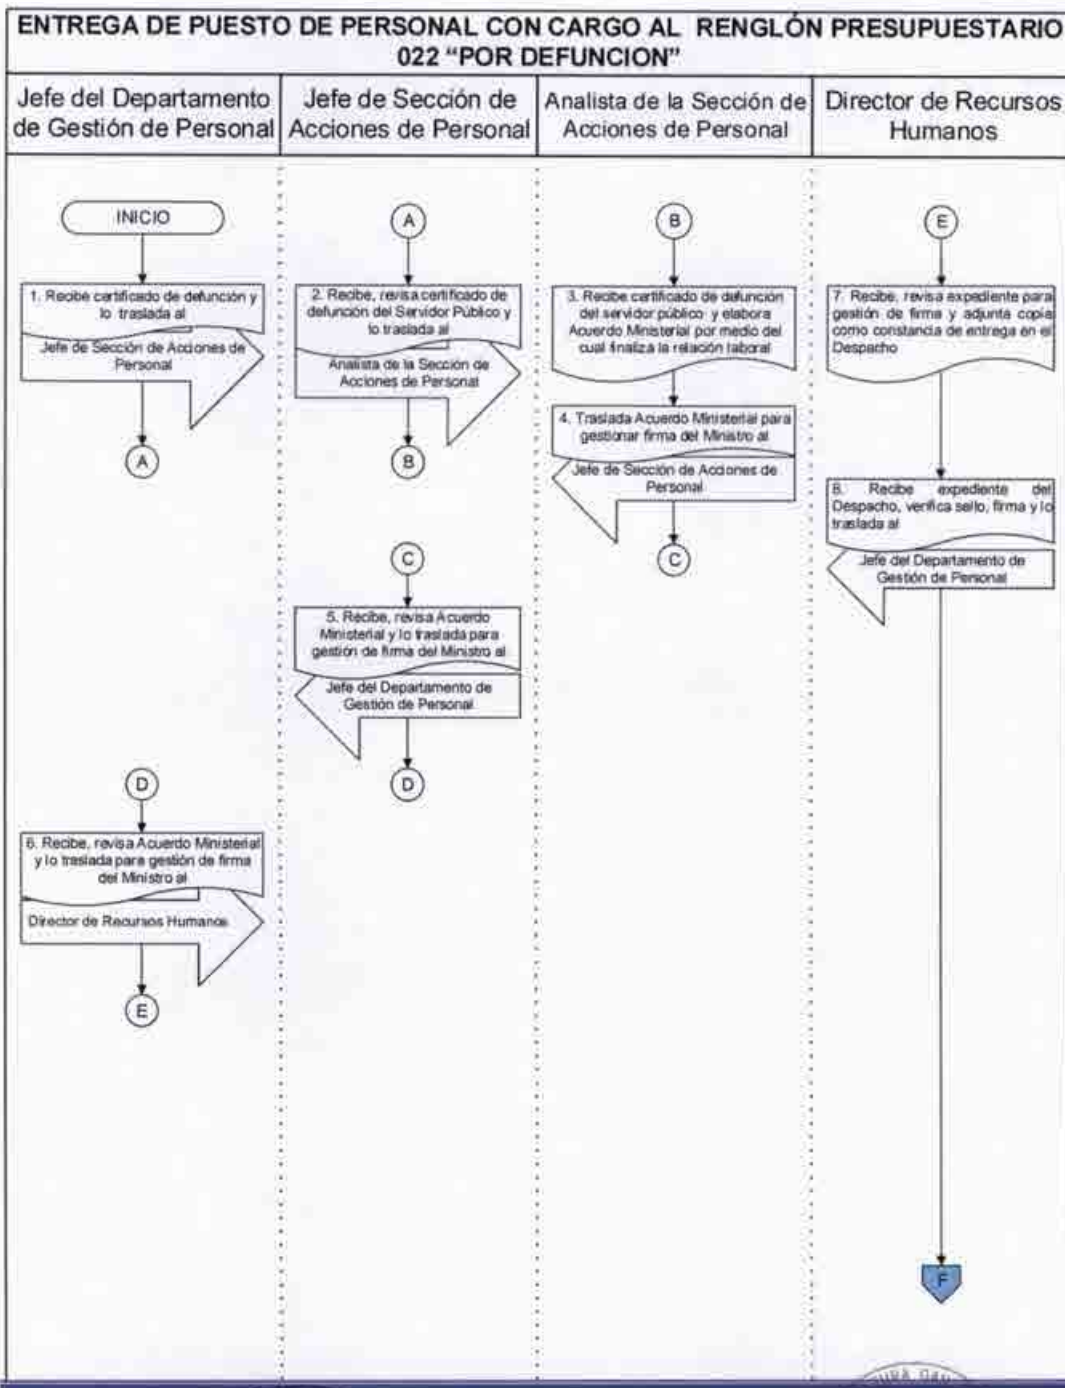 ENTREGA DE PUESTO DE PERSONAL CON CARGO AL RENGLÓN PRESUPUESTARIO
022 “POR DEFUNCION”
Jefe del Departamento
de Gestión de Personal
Jefe de Sección de
Acciones de Personal
Analista de la Sección de
Acciones de Personal
Director de Recursos
Humanos
INICIO
1. Recibe certificado de defunción y
lo traslada al
Jefe de Sección de Acciones de
Personal
A
D
6. Recibe, revisa Acuerdo Ministerial
y lo traslada para gestión de firma
del Ministro al
Director de Recursos Humanos
E
A
2. Recibe, revisa certificado de
defunción del Servidor Público y
lo traslada al
Analista de la Sección de
Acciones de Personal
B
C
5. Recibe, revisa Acuerdo
Ministerial y lo traslada para
gestión de firma del Ministro al
Jefe del Departamento de
Gestión de Personal
D
B
3. Recibe certificado de defunción
del servidor público y elabora
Acuerdo Ministerial por medio del
cual finaliza la relación laboral
4. Traslada Acuerdo Ministerial para
gestionar firma del Ministro al
Jefe de Sección de Acciones de
Personal
C
E
7. Recibe, revisa expediente para
gestión de firma y adjunta copia
como constancia de entrega en el
Despacho
8. Recibe expediente del
Despacho, verifica sello, firma y lo
traslada al
Jefe del Departamento de
Gestión de Personal
F